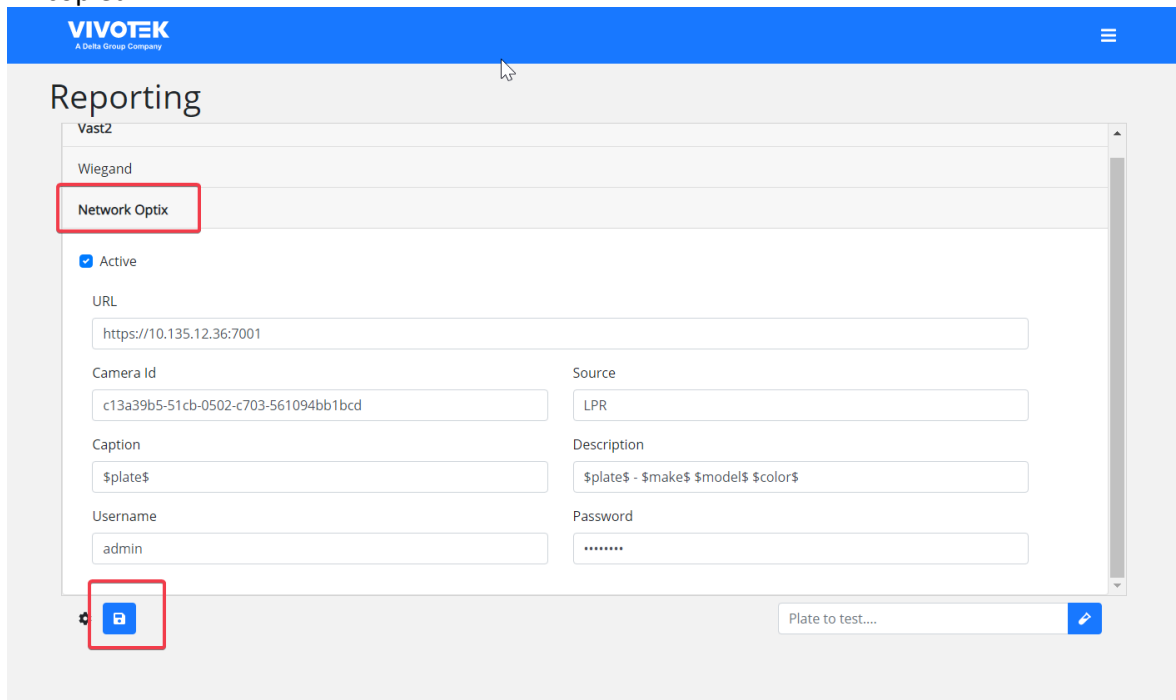 VIVOTEK
A Delta Group Company
Reporting
Vast2
Wiegand
Network Optix
Active
URL
https://10.135.12.36:7001
Camera Id
Source
c13a39b5-51cb-0502-c703-561094bb1bcd
LPR
Caption
Description
$plate$
$plate$ - $make$ $model$ $color$
Username
Password
admin
••••••••
Plate to test....